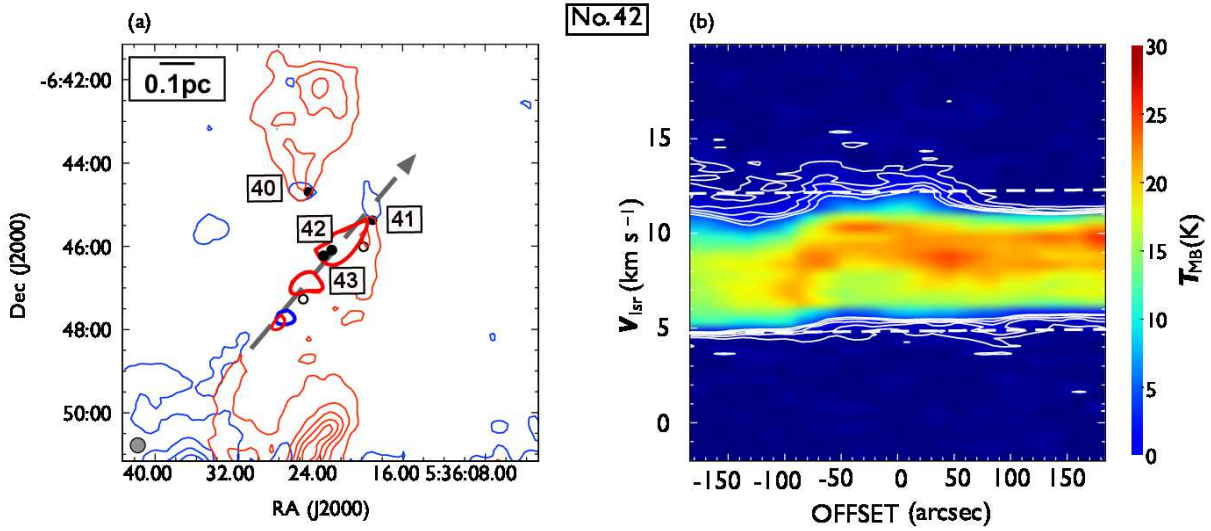 No. 42
(a)
(b)
0.1pc
-6:42:00
44:00
46:00
48:00
50:00
Dec (J2000)
40
42
41
43
40.00 32.00 24.00 16.00 5:36:08.00
RA (J2000)
15
10
5
0
Vlsr (km s⁻¹)
-150 -100 -50 0 50 100 150
OFFSET (arcsec)
30
25
20
15
10
5
0
TMB(K)